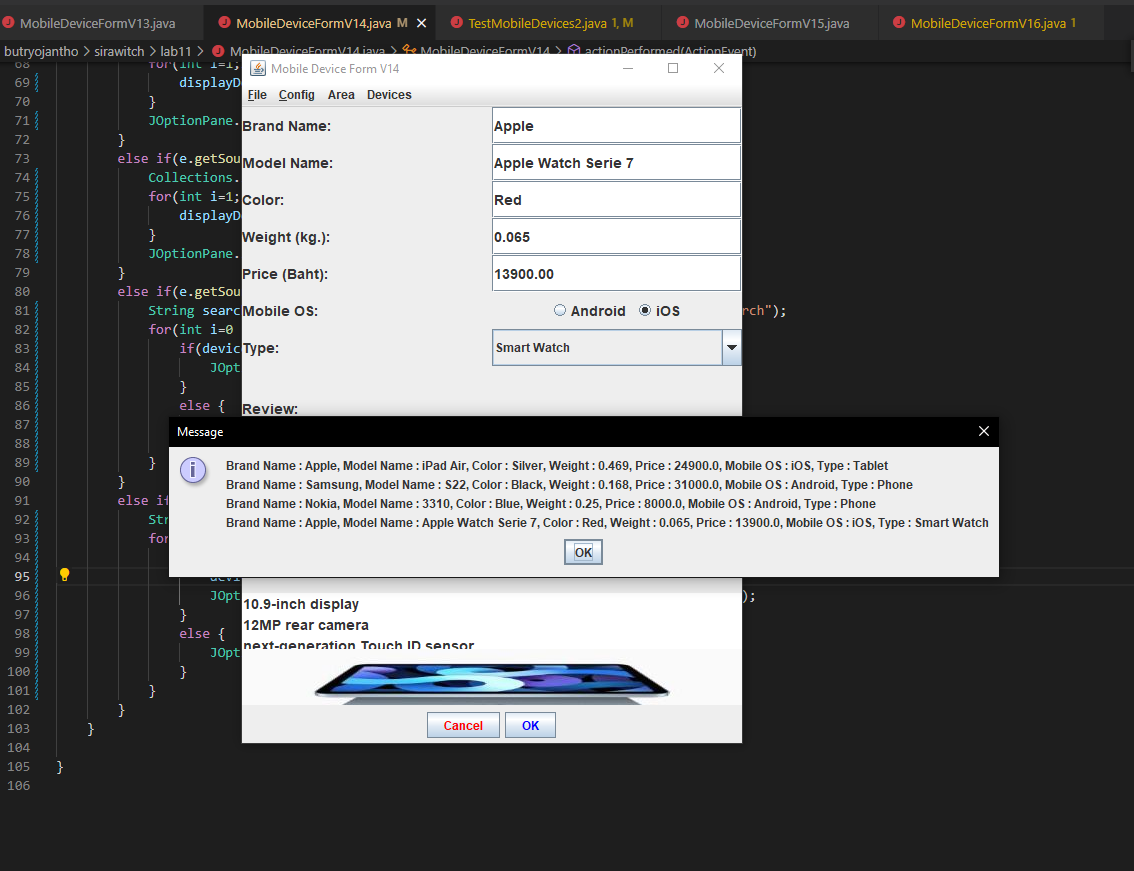 MobileDeviceFormV13.java
MobileDeviceFormV14.java M
TestMobileDevices2.java 1, M
MobileDeviceFormV15.java
MobileDeviceFormV16.java 1
butryojantho > sirawitch > lab11 > MobileDeviceFormV14.java > MobileDeviceFormV14 > actionPerformed(ActionEvent)
68 for(int i=1;
69 displayD
70 }
71 JOptionPane.
72 }
73 else if(e.getSou
74 Collections.
75 for(int i=1;
76 displayD
77 }
78 JOptionPane.
79 }
80 else if(e.getSou
81 String searc rch");
82 for(int i=0
83 if(devic
84 JOpt
85 }
86 else {
87
88
89 }
90 }
91 else if
92 Str
93 for
94
95 devi
96 JOpt );
97 }
98 else {
99 JOpt
100 }
101 }
102 }
103 }
104
105 }
106
Mobile Device Form V14
File Config Area Devices
Brand Name: Apple
Model Name: Apple Watch Serie 7
Color: Red
Weight (kg.): 0.065
Price (Baht): 13900.00
Mobile OS: Android iOS
Type: Smart Watch
Review:
Message
Brand Name : Apple, Model Name : iPad Air, Color : Silver, Weight : 0.469, Price : 24900.0, Mobile OS : iOS, Type : Tablet
Brand Name : Samsung, Model Name : S22, Color : Black, Weight : 0.168, Price : 31000.0, Mobile OS : Android, Type : Phone
Brand Name : Nokia, Model Name : 3310, Color : Blue, Weight : 0.25, Price : 8000.0, Mobile OS : Android, Type : Phone
Brand Name : Apple, Model Name : Apple Watch Serie 7, Color : Red, Weight : 0.065, Price : 13900.0, Mobile OS : iOS, Type : Smart Watch
OK
10.9-inch display
12MP rear camera
next-generation Touch ID sensor
Cancel OK